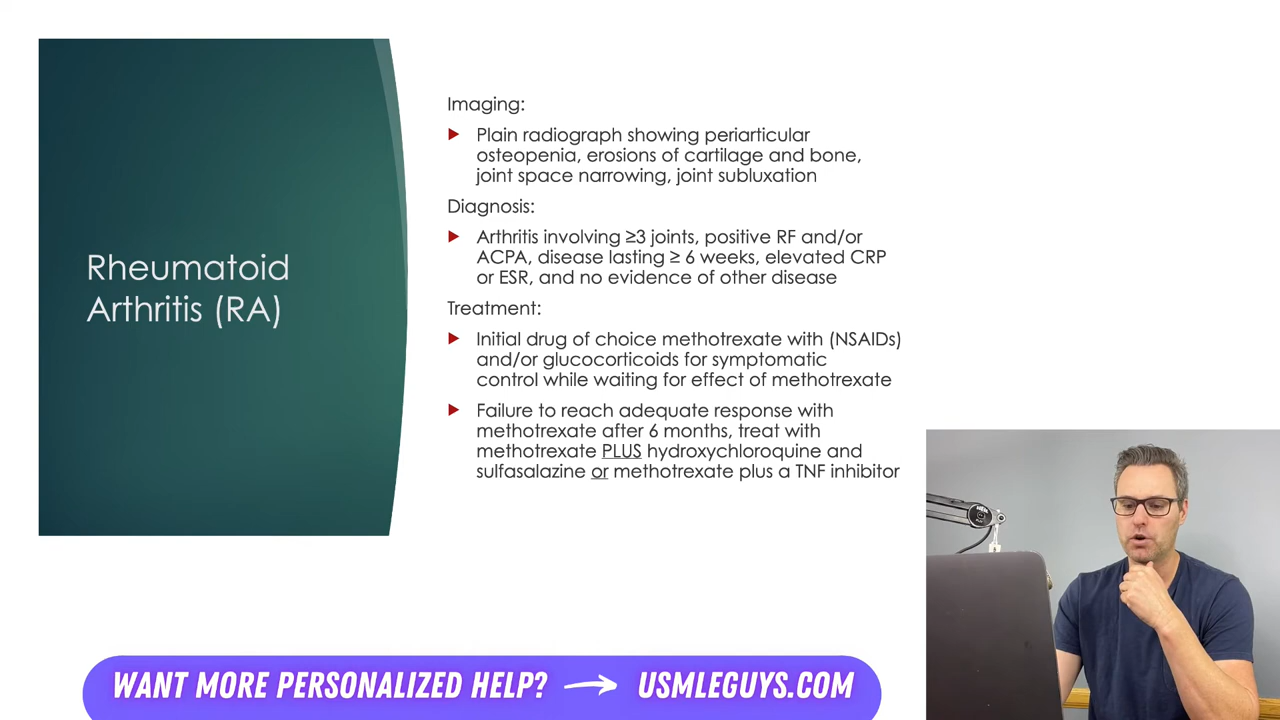 Rheumatoid
Arthritis (RA)
Imaging:
Plain radiograph showing periarticular
osteopenia, erosions of cartilage and bone,
joint space narrowing, joint subluxation
Diagnosis:
Arthritis involving ≥3 joints, positive RF and/or
ACPA, disease lasting ≥ 6 weeks, elevated CRP
or ESR, and no evidence of other disease
Treatment:
Initial drug of choice methotrexate with (NSAIDs)
and/or glucocorticoids for symptomatic
control while waiting for effect of methotrexate
Failure to reach adequate response with
methotrexate after 6 months, treat with
methotrexate PLUS hydroxychloroquine and
sulfasalazine or methotrexate plus a TNF inhibitor
WANT MORE PERSONALIZED HELP? → USMLEGUYS.COM